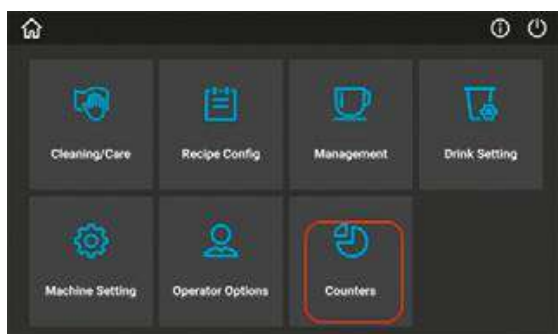 Cleaning/Care
Recipe Config
Management
Drink Setting
Machine Setting
Operator Options
Counters